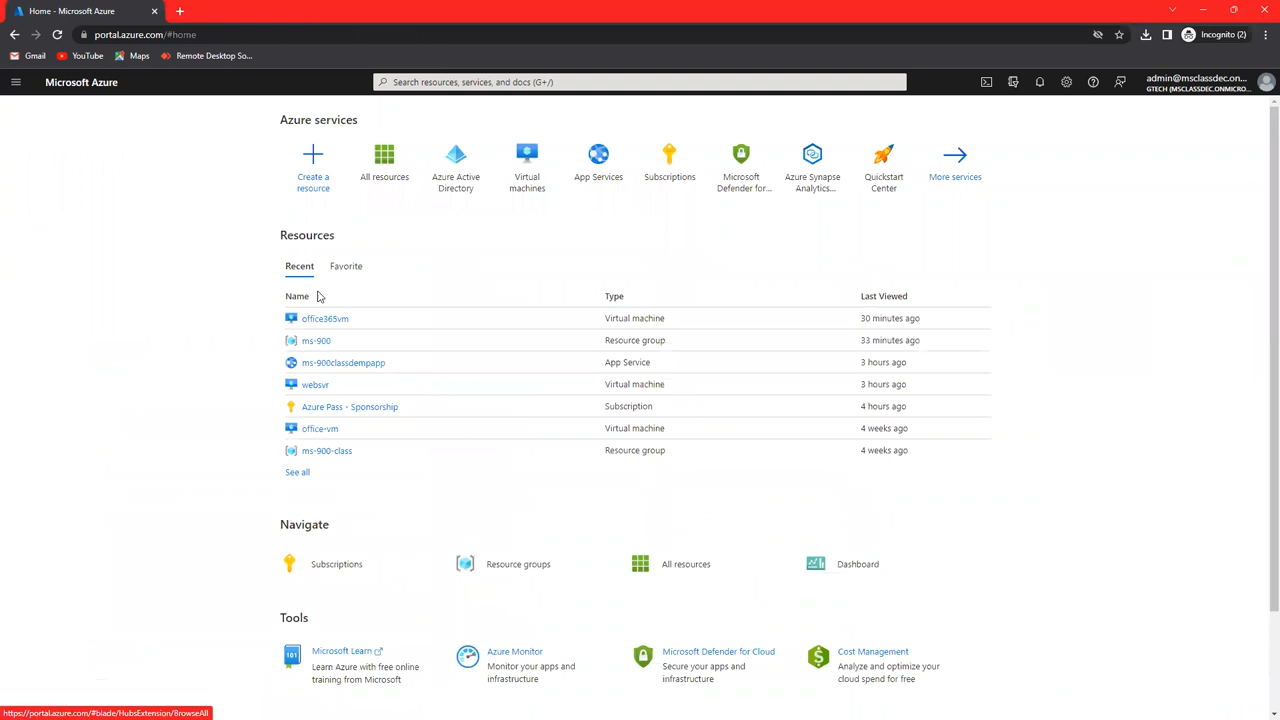 Home - Microsoft Azure
portal.azure.com/#home
Incognito (2)
Gmail
YouTube
Maps
Remote Desktop So...
Microsoft Azure
Search resources, services, and docs (G+/)
admin@msclassdec.on...
GTECH (MSCLASSDEC.ONMICRO...
Azure services
Create a
resource
All resources
Azure Active
Directory
Virtual
machines
App Services
Subscriptions
Microsoft
Defender for...
Azure Synapse
Analytics...
Quickstart
Center
More services
Resources
Recent Favorite
Name Type Last Viewed
office365vm Virtual machine 30 minutes ago
ms-900 Resource group 33 minutes ago
ms-900classdempapp App Service 3 hours ago
websvr Virtual machine 3 hours ago
Azure Pass - Sponsorship Subscription 4 hours ago
office-vm Virtual machine 4 weeks ago
ms-900-class Resource group 4 weeks ago
See all
Navigate
Subscriptions Resource groups All resources Dashboard
Tools
101
Microsoft Learn
Learn Azure with free online
training from Microsoft
Azure Monitor
Monitor your apps and
infrastructure
Microsoft Defender for Cloud
Secure your apps and
infrastructure
Cost Management
Analyze and optimize your
cloud spend for free
https://portal.azure.com/#blade/HubsExtension/BrowseAll